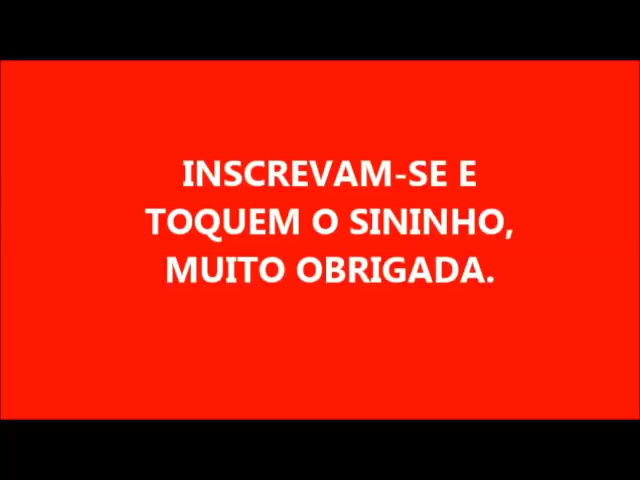 INSCREVAM-SE E
TOQUEM O SININHO,
MUITO OBRIGADA.